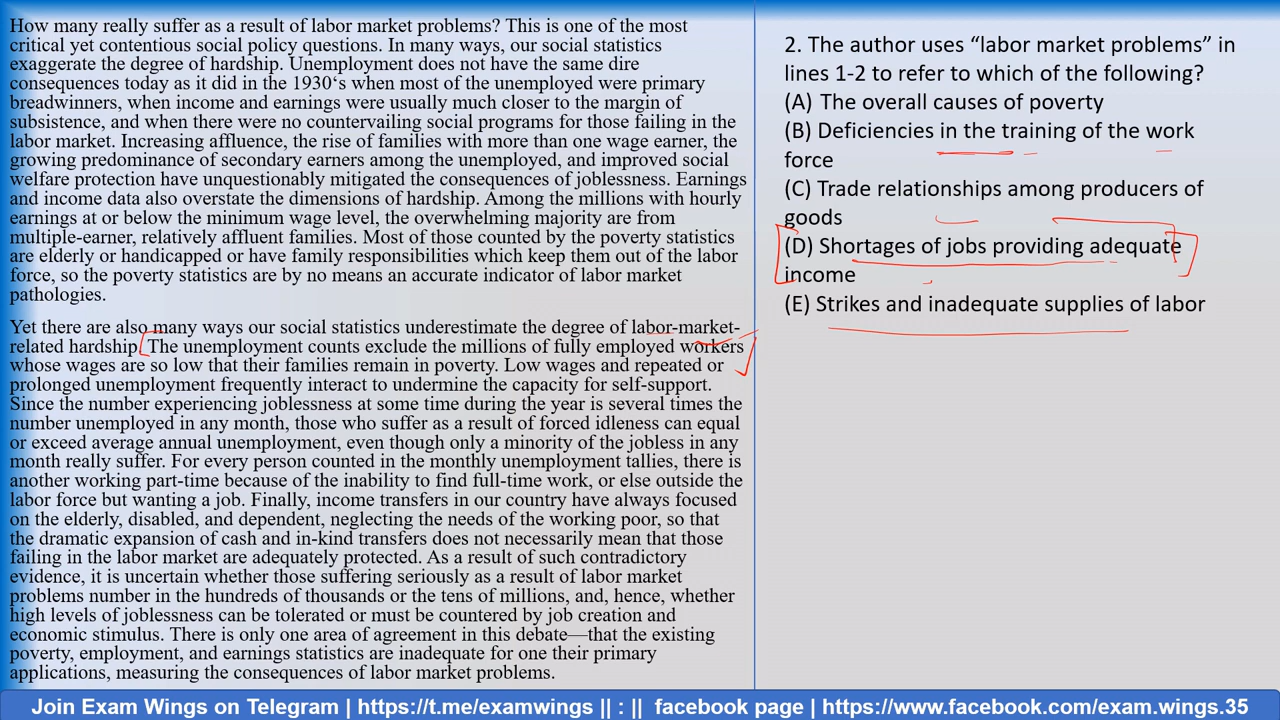 How many really suffer as a result of labor market problems? This is one of the most
critical yet contentious social policy questions. In many ways, our social statistics
exaggerate the degree of hardship. Unemployment does not have the same dire
consequences today as it did in the 1930‘s when most of the unemployed were primary
breadwinners, when income and earnings were usually much closer to the margin of
subsistence, and when there were no countervailing social programs for those failing in the
labor market. Increasing affluence, the rise of families with more than one wage earner, the
growing predominance of secondary earners among the unemployed, and improved social
welfare protection have unquestionably mitigated the consequences of joblessness. Earnings
and income data also overstate the dimensions of hardship. Among the millions with hourly
earnings at or below the minimum wage level, the overwhelming majority are from
multiple-earner, relatively affluent families. Most of those counted by the poverty statistics
are elderly or handicapped or have family responsibilities which keep them out of the labor
force, so the poverty statistics are by no means an accurate indicator of labor market
pathologies.
Yet there are also many ways our social statistics underestimate the degree of labor-market-
related hardship. The unemployment counts exclude the millions of fully employed workers
whose wages are so low that their families remain in poverty. Low wages and repeated or
prolonged unemployment frequently interact to undermine the capacity for self-support.
Since the number experiencing joblessness at some time during the year is several times the
number unemployed in any month, those who suffer as a result of forced idleness can equal
or exceed average annual unemployment, even though only a minority of the jobless in any
month really suffer. For every person counted in the monthly unemployment tallies, there is
another working part-time because of the inability to find full-time work, or else outside the
labor force but wanting a job. Finally, income transfers in our country have always focused
on the elderly, disabled, and dependent, neglecting the needs of the working poor, so that
the dramatic expansion of cash and in-kind transfers does not necessarily mean that those
failing in the labor market are adequately protected. As a result of such contradictory
evidence, it is uncertain whether those suffering seriously as a result of labor market
problems number in the hundreds of thousands or the tens of millions, and, hence, whether
high levels of joblessness can be tolerated or must be countered by job creation and
economic stimulus. There is only one area of agreement in this debate—that the existing
poverty, employment, and earnings statistics are inadequate for one their primary
applications, measuring the consequences of labor market problems.
2. The author uses “labor market problems” in
lines 1-2 to refer to which of the following?
(A) The overall causes of poverty
(B) Deficiencies in the training of the work
force
(C) Trade relationships among producers of
goods
(D) Shortages of jobs providing adequate
income
(E) Strikes and inadequate supplies of labor
Join Exam Wings on Telegram | https://t.me/examwings || : || facebook page | https://www.facebook.com/exam.wings.35